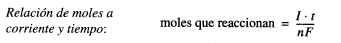 Relación de moles a
corriente y tiempo:
moles que reaccionan = I · t / nF